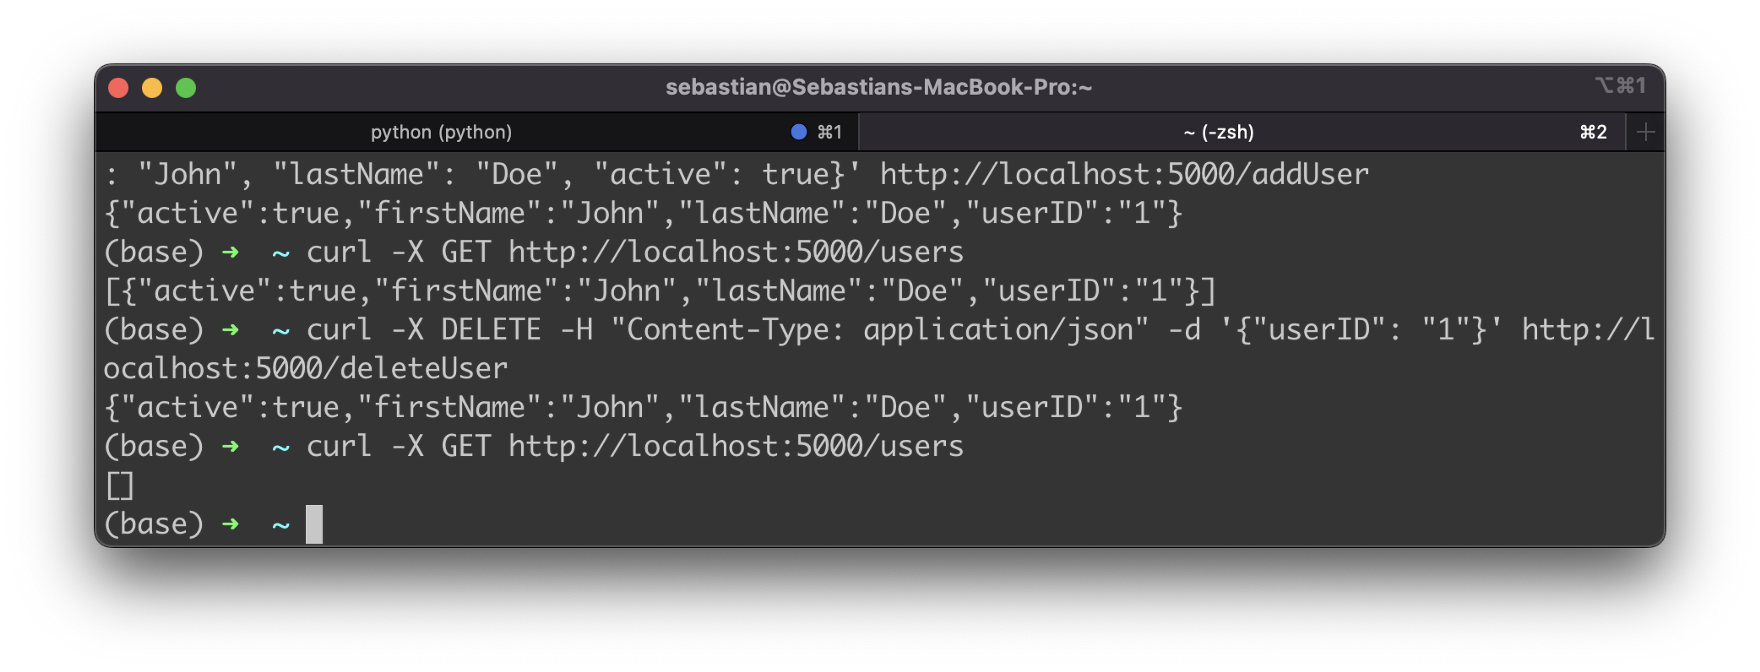 sebastian@Sebastians-MacBook-Pro:~
⌥⌘1
python (python)
⌘1
~ (-zsh)
⌘2
: "John", "lastName": "Doe", "active": true}' http://localhost:5000/addUser
{"active":true,"firstName":"John","lastName":"Doe","userID":"1"}
(base) ➜  ~ curl -X GET http://localhost:5000/users
[{"active":true,"firstName":"John","lastName":"Doe","userID":"1"}]
(base) ➜  ~ curl -X DELETE -H "Content-Type: application/json" -d '{"userID": "1"}' http://l
ocalhost:5000/deleteUser
{"active":true,"firstName":"John","lastName":"Doe","userID":"1"}
(base) ➜  ~ curl -X GET http://localhost:5000/users
[]
(base) ➜  ~